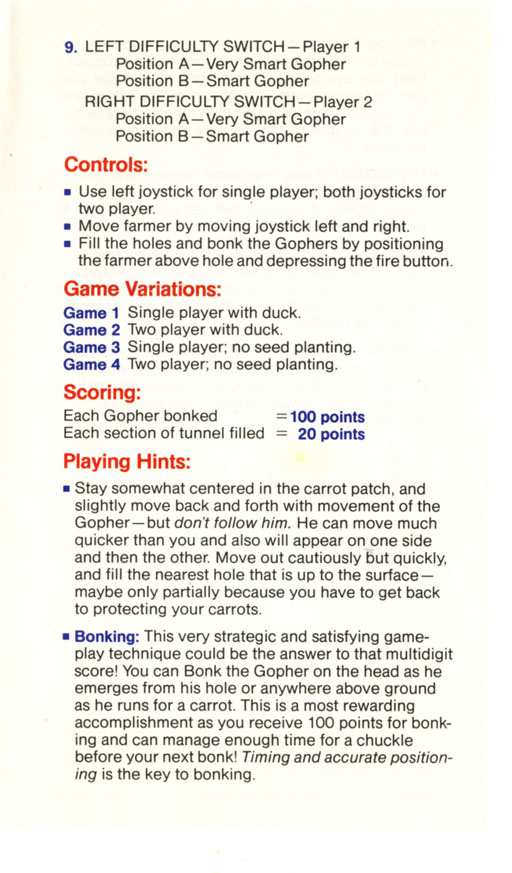 9. LEFT DIFFICULTY SWITCH—Player 1
Position A—Very Smart Gopher
Position B—Smart Gopher
RIGHT DIFFICULTY SWITCH—Player 2
Position A—Very Smart Gopher
Position B—Smart Gopher
Controls:
▪ Use left joystick for single player; both joysticks for
two player.
▪ Move farmer by moving joystick left and right.
▪ Fill the holes and bonk the Gophers by positioning
the farmer above hole and depressing the fire button.
Game Variations:
Game 1 Single player with duck.
Game 2 Two player with duck.
Game 3 Single player; no seed planting.
Game 4 Two player; no seed planting.
Scoring:
Each Gopher bonked = 100 points
Each section of tunnel filled = 20 points
Playing Hints:
▪ Stay somewhat centered in the carrot patch, and
slightly move back and forth with movement of the
Gopher—but don't follow him. He can move much
quicker than you and also will appear on one side
and then the other. Move out cautiously but quickly,
and fill the nearest hole that is up to the surface—
maybe only partially because you have to get back
to protecting your carrots.
▪ Bonking: This very strategic and satisfying game-
play technique could be the answer to that multidigit
score! You can Bonk the Gopher on the head as he
emerges from his hole or anywhere above ground
as he runs for a carrot. This is a most rewarding
accomplishment as you receive 100 points for bonk-
ing and can manage enough time for a chuckle
before your next bonk! Timing and accurate position-
ing is the key to bonking.